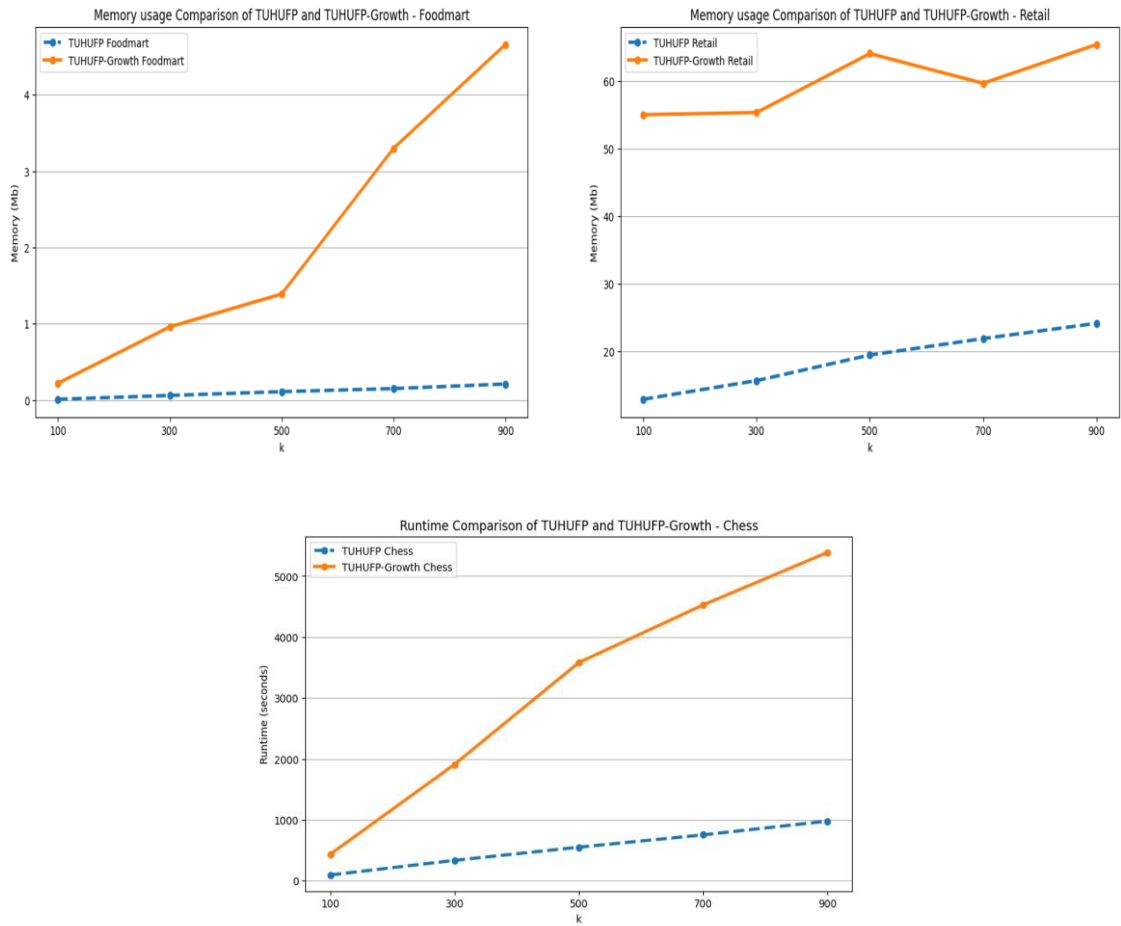 Memory usage Comparison of TUHUFP and TUHUFP-Growth - Foodmart
TUHUFP Foodmart
TUHUFP-Growth Foodmart
Memory (Mb)
4
3
2
1
0
100 300 500 700 900
k
Memory usage Comparison of TUHUFP and TUHUFP-Growth - Retail
TUHUFP Retail
TUHUFP-Growth Retail
Memory (Mb)
60
50
40
30
20
100 300 500 700 900
k
Runtime Comparison of TUHUFP and TUHUFP-Growth - Chess
TUHUFP Chess
TUHUFP-Growth Chess
Runtime (seconds)
5000
4000
3000
2000
1000
0
100 300 500 700 900
k